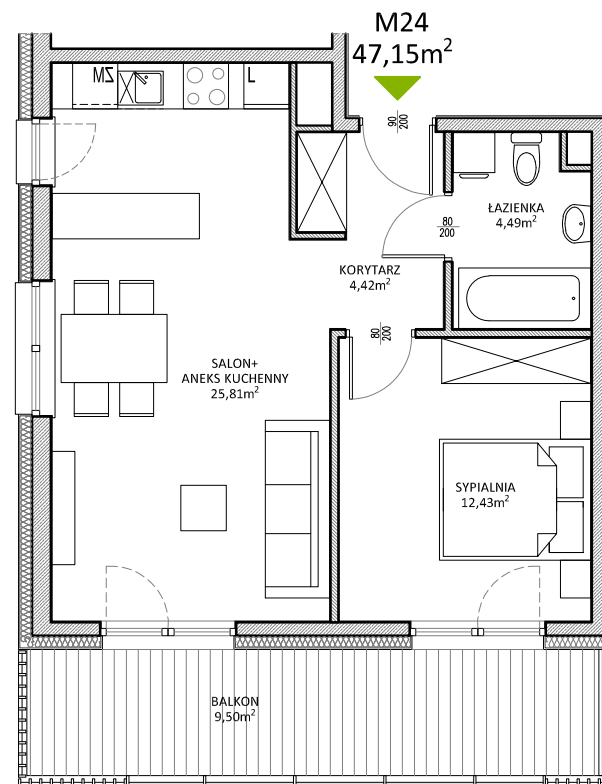 M24
47,15m²
ZM
L
90
200
ŁAZIENKA
4,49m²
80
200
KORYTARZ
4,42m²
80
200
SALON+
ANEKS KUCHENNY
25,81m²
SYPIALNIA
12,43m²
BALKON
9,50m²